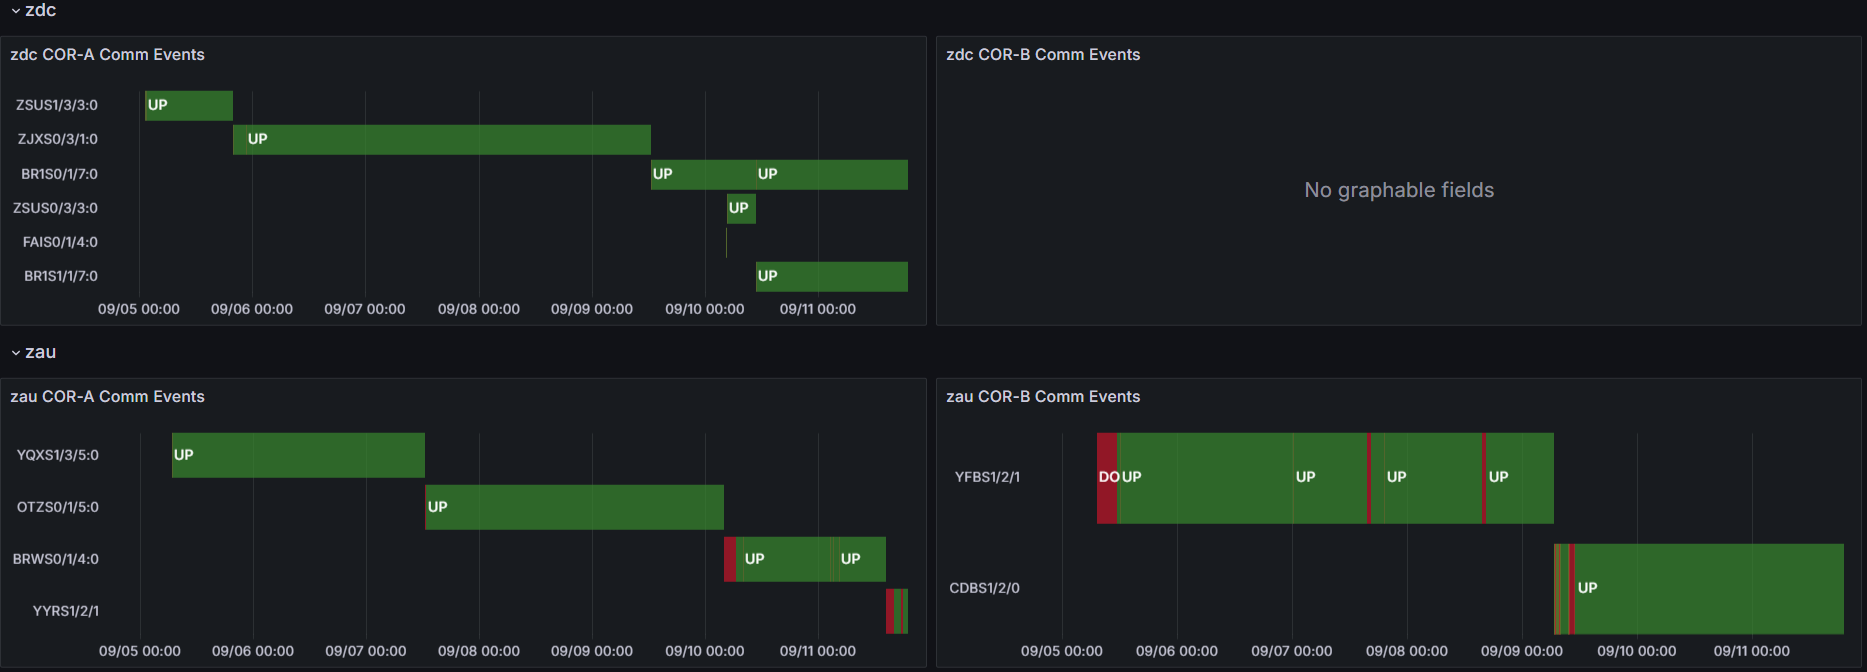 zdc
zdc COR-A Comm Events
ZSUS1/3/3:0
UP
ZJXS0/3/1:0
UP
BR1S0/1/7:0
UP
UP
ZSUS0/3/3:0
UP
FAIS0/1/4:0
BR1S1/1/7:0
UP
09/05 00:00
09/06 00:00
09/07 00:00
09/08 00:00
09/09 00:00
09/10 00:00
09/11 00:00
zdc COR-B Comm Events
No graphable fields
zau
zau COR-A Comm Events
YQXS1/3/5:0
UP
OTZS0/1/5:0
UP
BRWS0/1/4:0
UP
UP
YYRS1/2/1
09/05 00:00
09/06 00:00
09/07 00:00
09/08 00:00
09/09 00:00
09/10 00:00
09/11 00:00
zau COR-B Comm Events
YFBS1/2/1
DO
UP
UP
UP
UP
CDBS1/2/0
UP
09/05 00:00
09/06 00:00
09/07 00:00
09/08 00:00
09/09 00:00
09/10 00:00
09/11 00:00